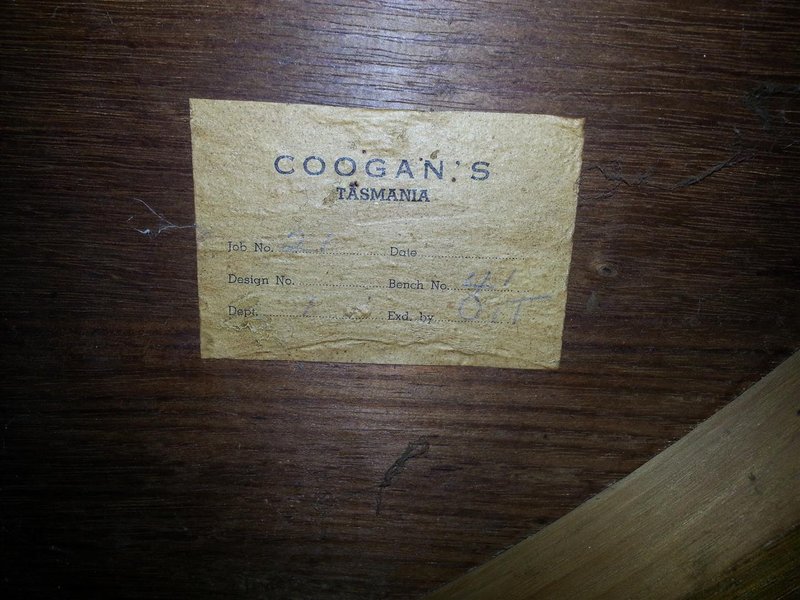 COOGAN'S
TASMANIA
Job No. Date
Design No. Bench No.
Dept. Exd. by